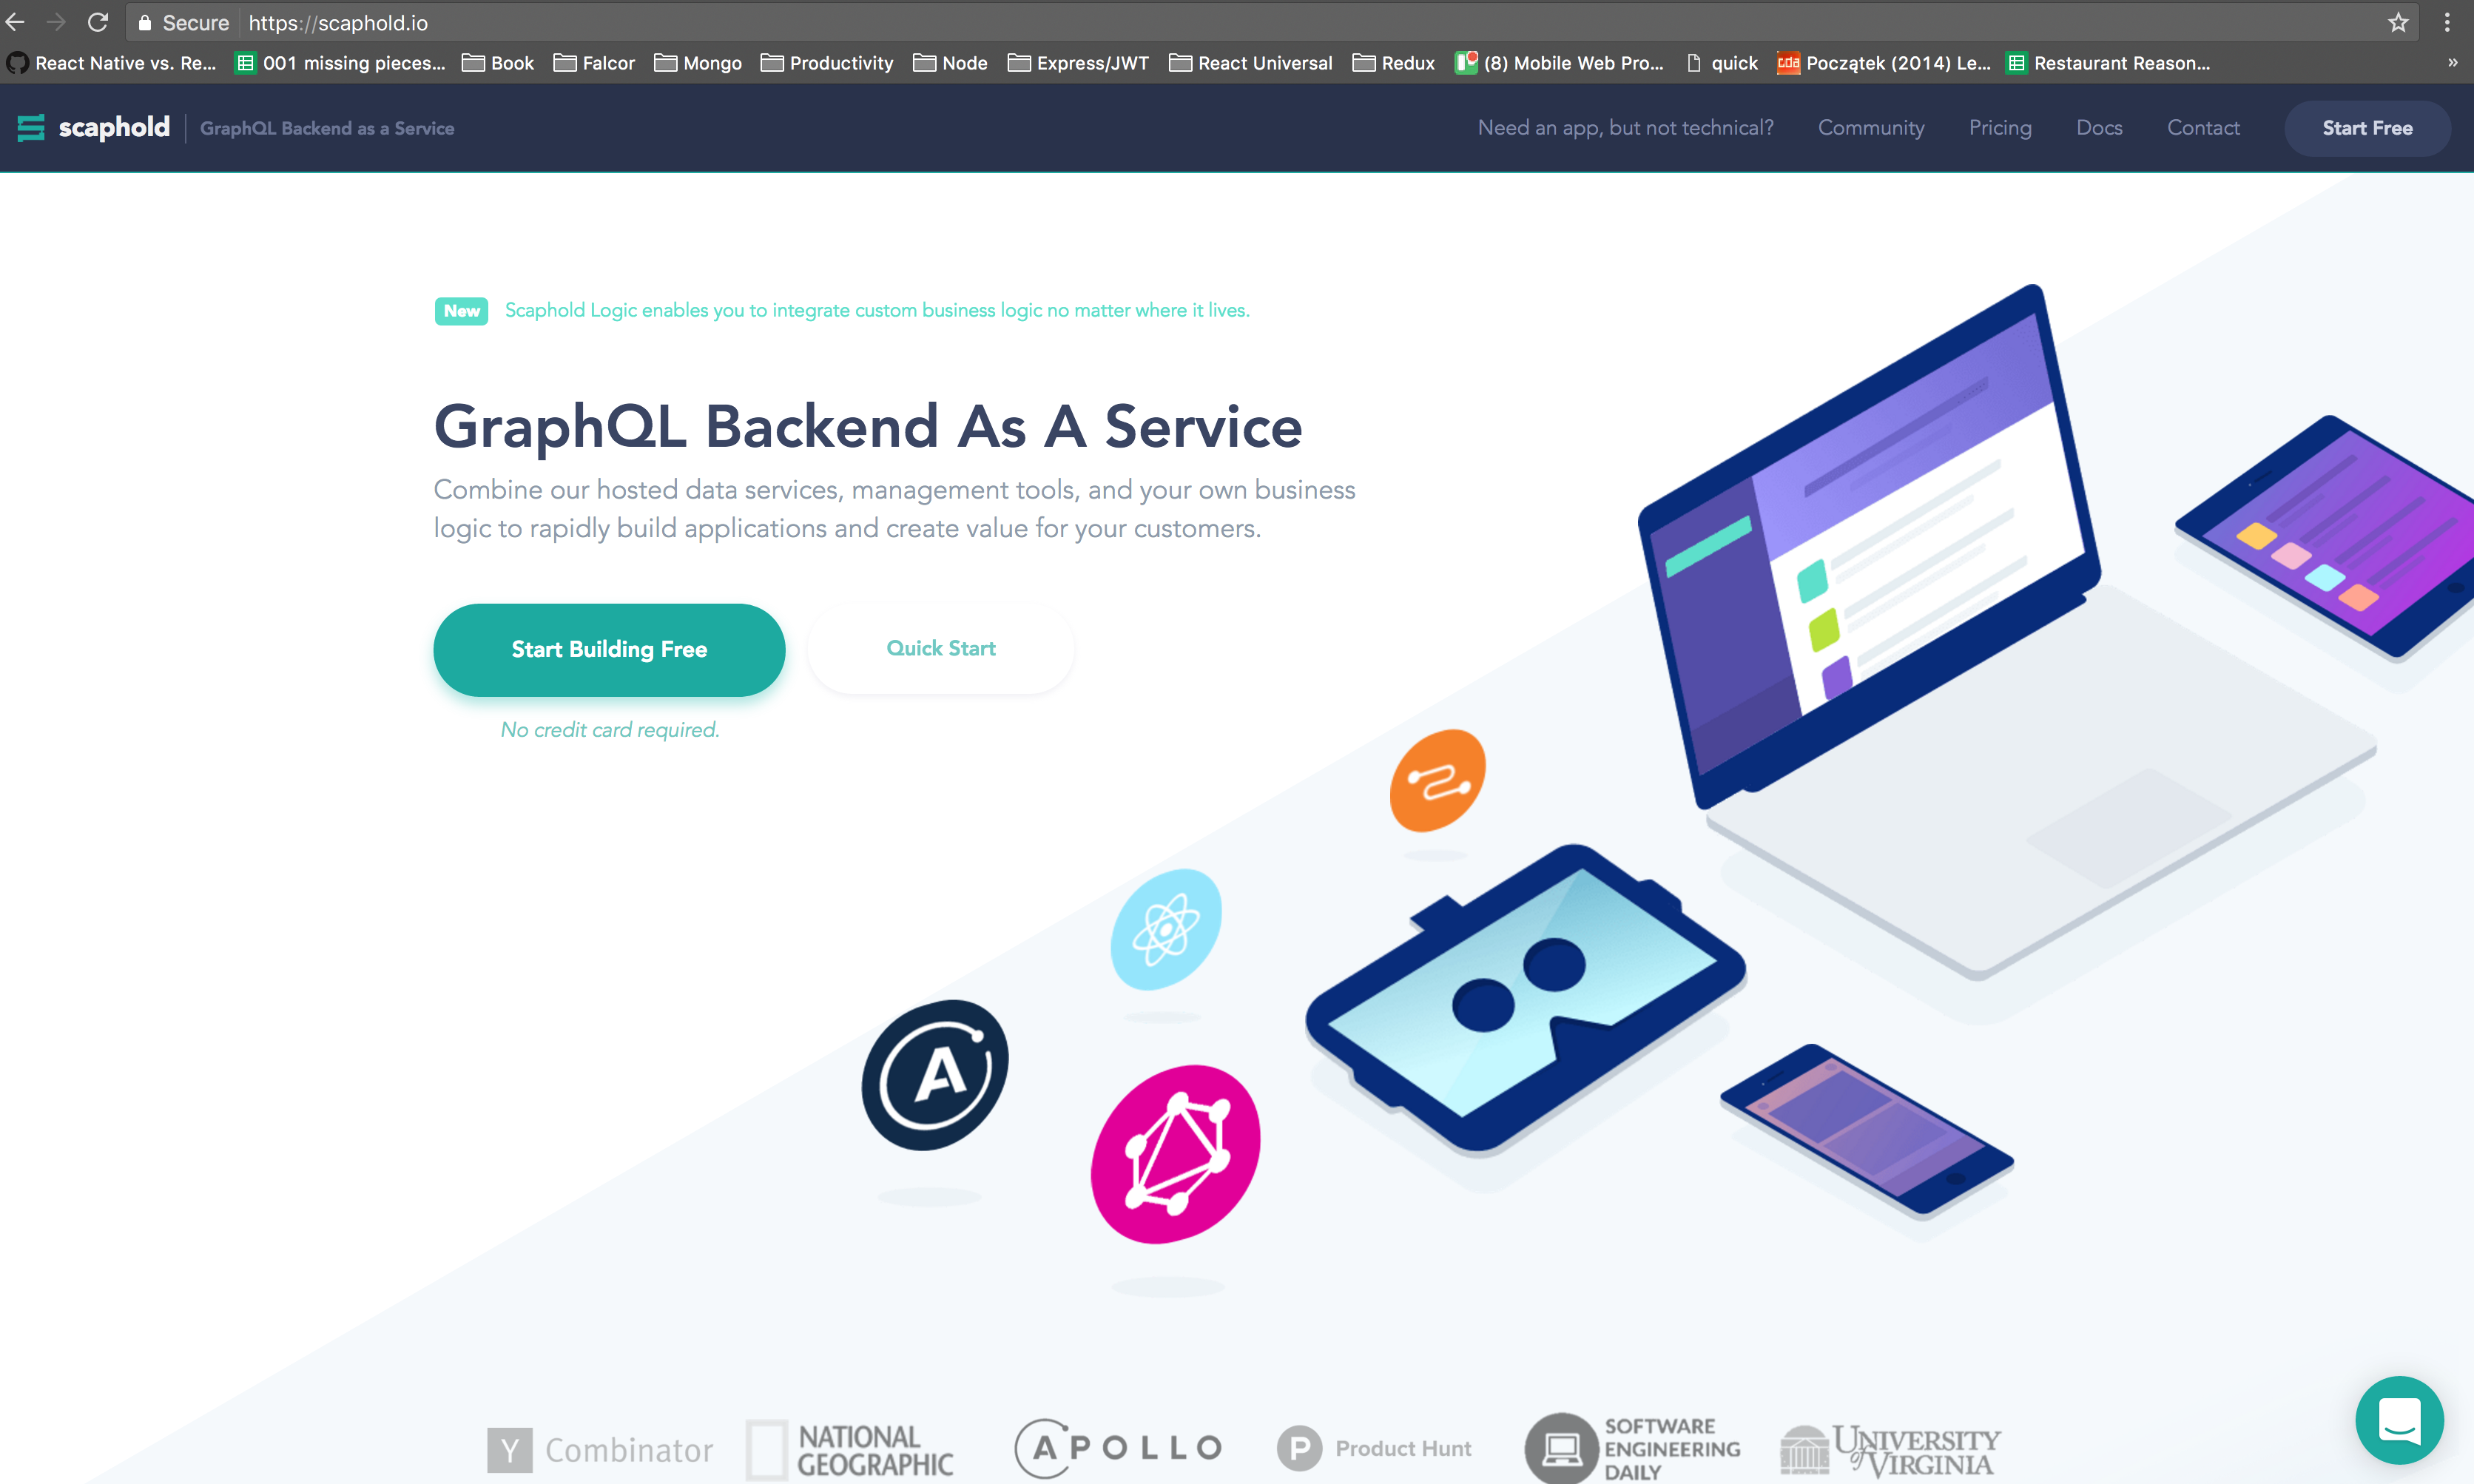 Secure https://scaphold.io
React Native vs. Re... 001 missing pieces... Book Falcor Mongo Productivity Node Express/JWT React Universal Redux (8) Mobile Web Pro... quick cda Początek (2014) Le... Restaurant Reason... »
scaphold GraphQL Backend as a Service Need an app, but not technical? Community Pricing Docs Contact Start Free
New Scaphold Logic enables you to integrate custom business logic no matter where it lives.
GraphQL Backend As A Service
Combine our hosted data services, management tools, and your own business
logic to rapidly build applications and create value for your customers.
Start Building Free Quick Start
No credit card required.
A
Y Combinator
NATIONAL
GEOGRAPHIC
APOLLO
P Product Hunt
SOFTWARE
ENGINEERING
DAILY
UNIVERSITY
of VIRGINIA